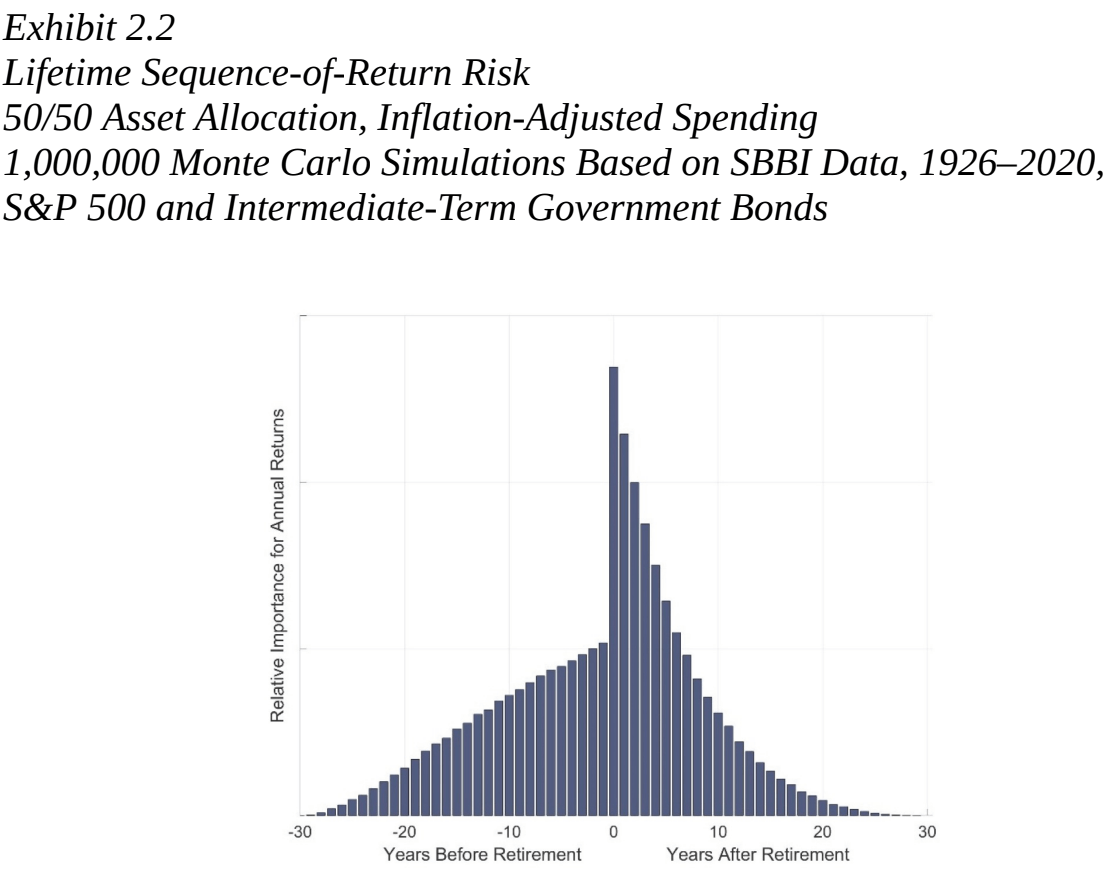 Exhibit 2.2
Lifetime Sequence-of-Return Risk
50/50 Asset Allocation, Inflation-Adjusted Spending
1,000,000 Monte Carlo Simulations Based on SBBI Data, 1926–2020,
S&P 500 and Intermediate-Term Government Bonds
Relative Importance for Annual Returns
-30 -20 -10 0 10 20 30
Years Before Retirement Years After Retirement